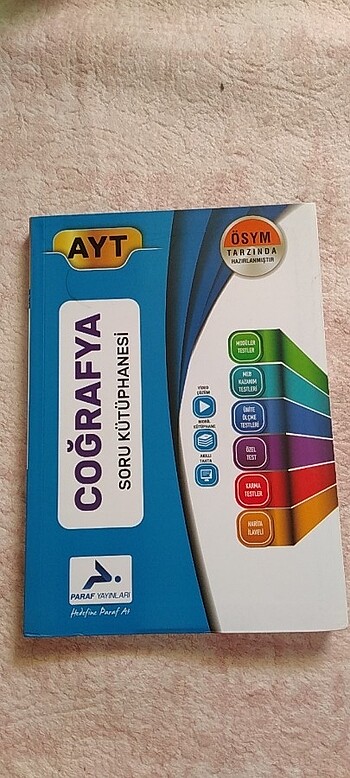 AYT
ÖSYM
TARZINDA
HAZIRLANMIŞTIR
COĞRAFYA
SORU KÜTÜPHANESİ
VİDEO
ÇÖZÜM
MOBİL
KÜTÜPHANE
AKILLI
TAHTA
MODÜLER
TESTLER
MEB
KAZANIM
TESTLERİ
ÜNİTE
ÖLÇME
TESTLERİ
ÖZEL
TEST
KARMA
TESTLER
HARİTA
İLAVELİ
PARAF YAYINLARI
Hedefine Paraf At